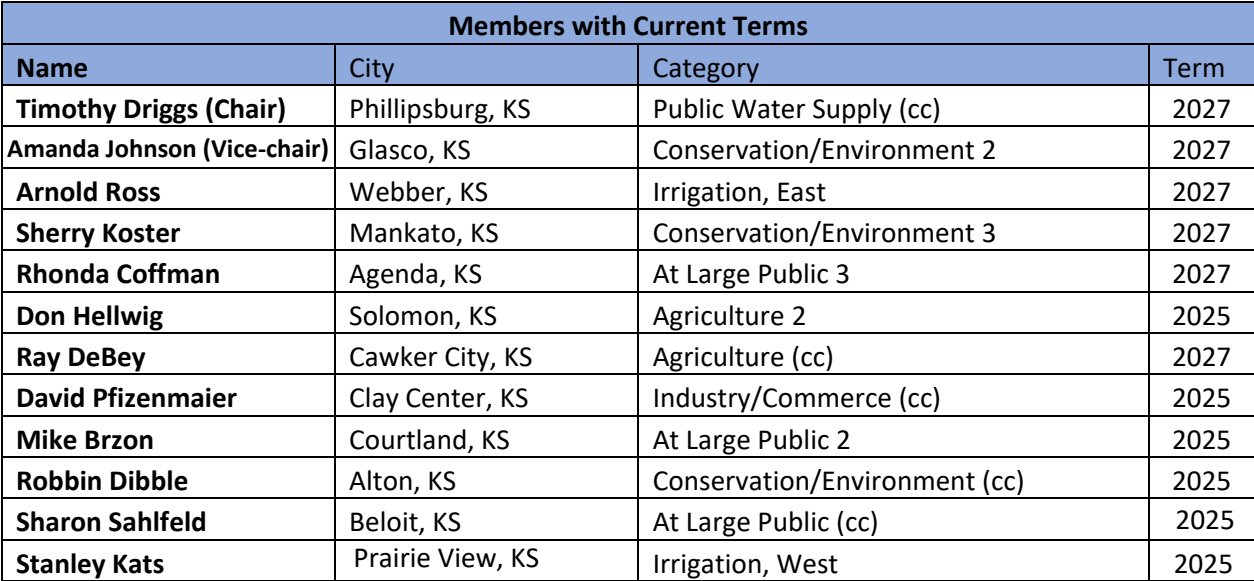 Members with Current Terms
Name City Category Term
Timothy Driggs (Chair) Phillipsburg, KS Public Water Supply (cc) 2027
Amanda Johnson (Vice-chair) Glasco, KS Conservation/Environment 2 2027
Arnold Ross Webber, KS Irrigation, East 2027
Sherry Koster Mankato, KS Conservation/Environment 3 2027
Rhonda Coffman Agenda, KS At Large Public 3 2027
Don Hellwig Solomon, KS Agriculture 2 2025
Ray DeBey Cawker City, KS Agriculture (cc) 2027
David Pfizenmaier Clay Center, KS Industry/Commerce (cc) 2025
Mike Brzon Courtland, KS At Large Public 2 2025
Robbin Dibble Alton, KS Conservation/Environment (cc) 2025
Sharon Sahlfeld Beloit, KS At Large Public (cc) 2025
Stanley Kats Prairie View, KS Irrigation, West 2025